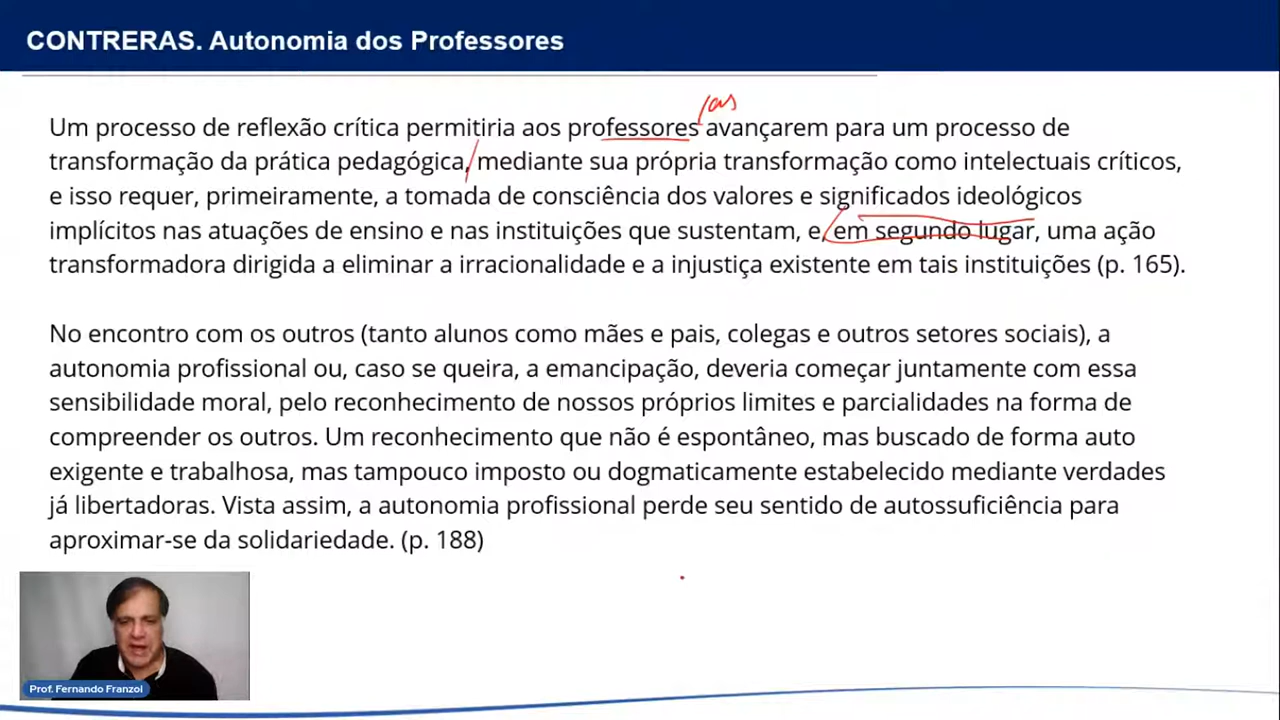 CONTRERAS. Autonomia dos Professores
/as
Um processo de reflexão crítica permitiria aos professores avançarem para um processo de
transformação da prática pedagógica, mediante sua própria transformação como intelectuais críticos,
e isso requer, primeiramente, a tomada de consciência dos valores e significados ideológicos
implícitos nas atuações de ensino e nas instituições que sustentam, e, em segundo lugar, uma ação
transformadora dirigida a eliminar a irracionalidade e a injustiça existente em tais instituições (p. 165).
No encontro com os outros (tanto alunos como mães e pais, colegas e outros setores sociais), a
autonomia profissional ou, caso se queira, a emancipação, deveria começar juntamente com essa
sensibilidade moral, pelo reconhecimento de nossos próprios limites e parcialidades na forma de
compreender os outros. Um reconhecimento que não é espontâneo, mas buscado de forma auto
exigente e trabalhosa, mas tampouco imposto ou dogmaticamente estabelecido mediante verdades
já libertadoras. Vista assim, a autonomia profissional perde seu sentido de autossuficiência para
aproximar-se da solidariedade. (p. 188)
Prof. Fernando Franzoi